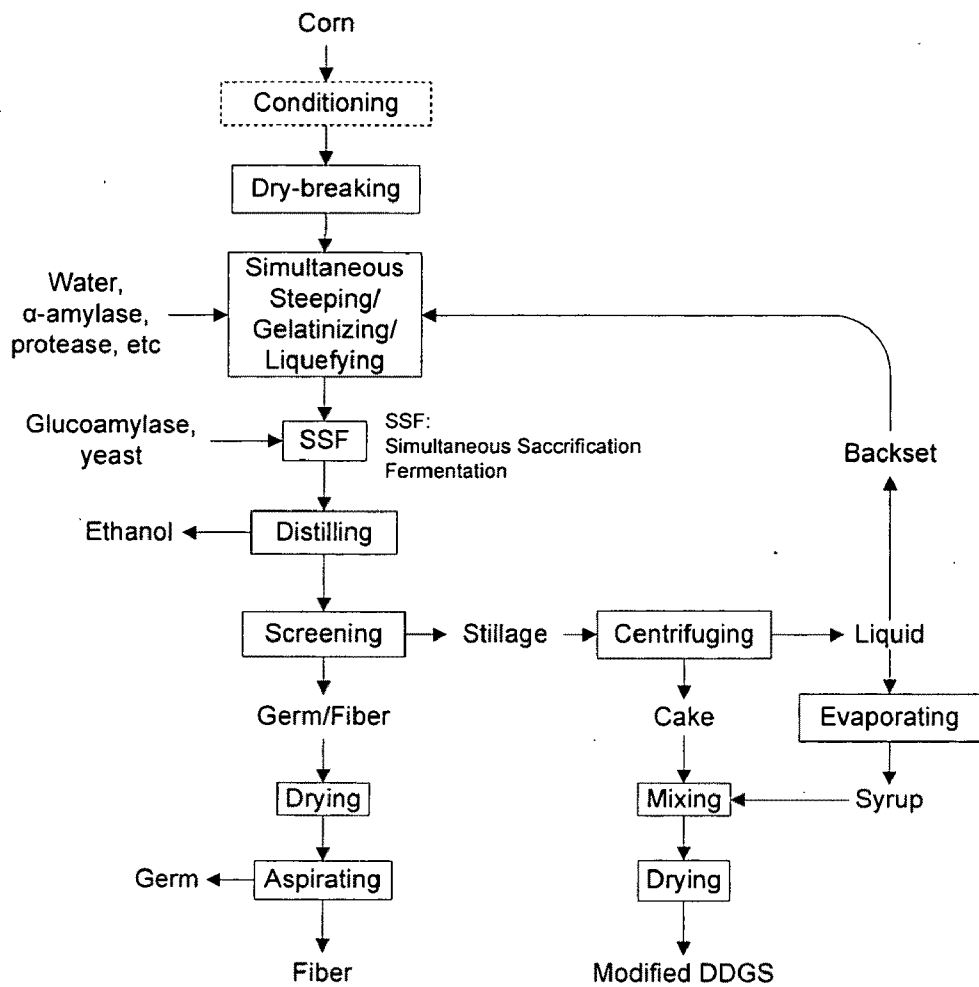 Corn
Conditioning
Dry-breaking
Water,
α-amylase,
protease, etc
Simultaneous
Steeping/
Gelatinizing/
Liquefying
Glucoamylase,
yeast
SSF
SSF:
Simultaneous Saccrification
Fermentation
Backset
Ethanol
Distilling
Screening
Stillage
Centrifuging
Liquid
Germ/Fiber
Cake
Evaporating
Drying
Mixing
Syrup
Germ
Aspirating
Drying
Fiber
Modified DDGS